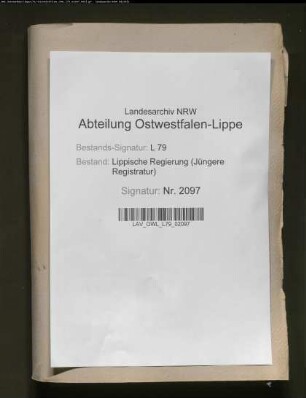 Landesarchiv NRW
Abteilung Ostwestfalen-Lippe
Bestands-Signatur: L 79
Bestand: Lippische Regierung (Jüngere
Registratur)
Signatur: Nr. 2097
LAV_OWL_L79_02097